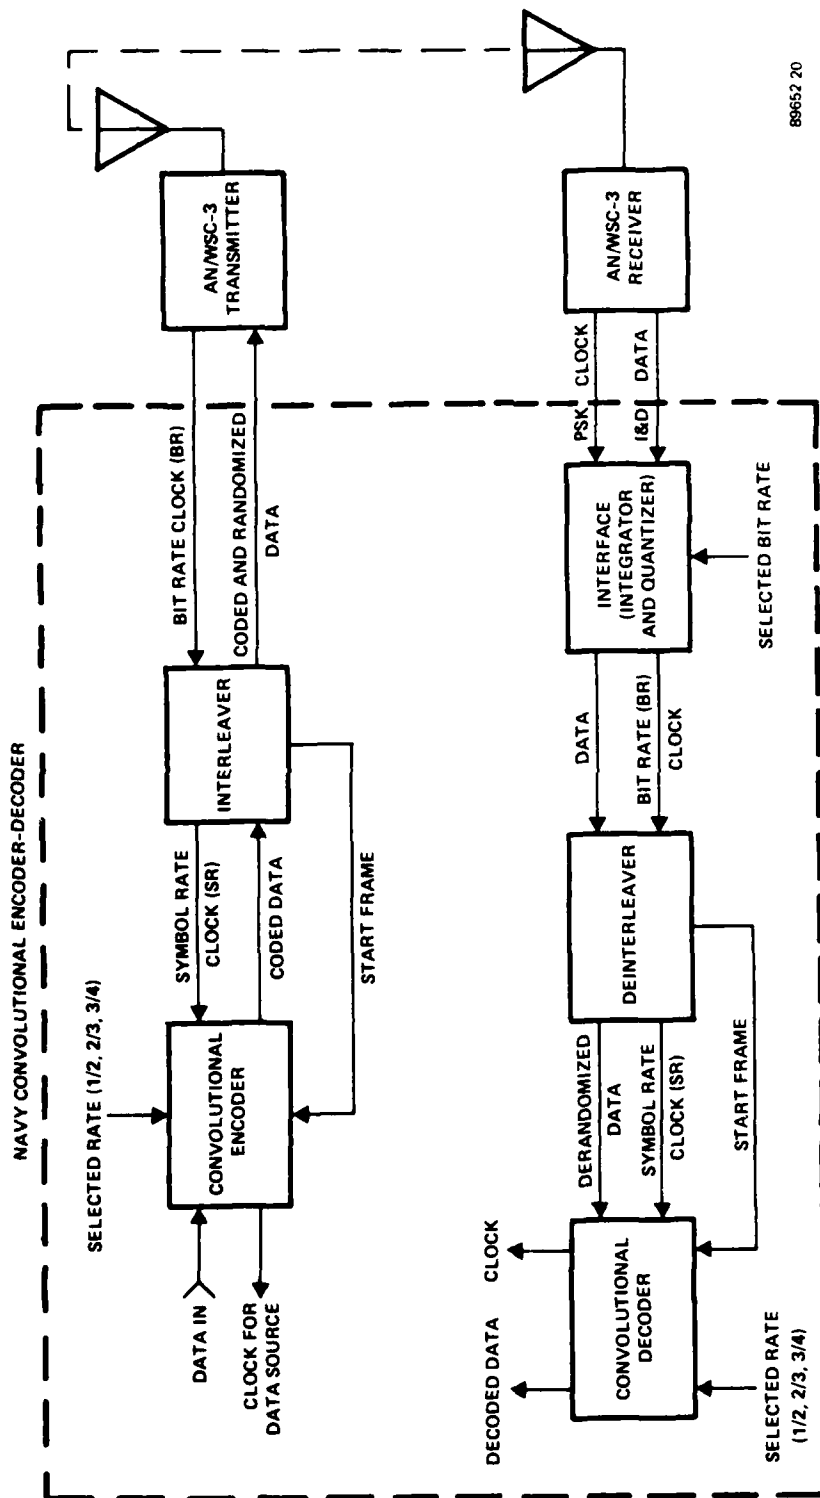 NAVY CONVOLUTIONAL ENCODER-DECODER
SELECTED RATE (1/2, 2/3, 3/4)
DATA IN
CLOCK FOR
DATA SOURCE
CONVOLUTIONAL
ENCODER
SYMBOL RATE
CLOCK (SR)
CODED DATA
START FRAME
INTERLEAVER
BIT RATE CLOCK (BR)
CODED AND RANDOMIZED
DATA
AN/WSC-3
TRANSMITTER
DECODED DATA
CLOCK
CONVOLUTIONAL
DECODER
SELECTED RATE
(1/2, 2/3, 3/4)
DERANDOMIZED
DATA
SYMBOL RATE
CLOCK (SR)
START FRAME
DEINTERLEAVER
DATA
BIT RATE (BR)
CLOCK
INTERFACE
(INTEGRATOR
AND QUANTIZER)
SELECTED BIT RATE
PSK CLOCK
I&D DATA
AN/WSC-3
RECEIVER
89652 20